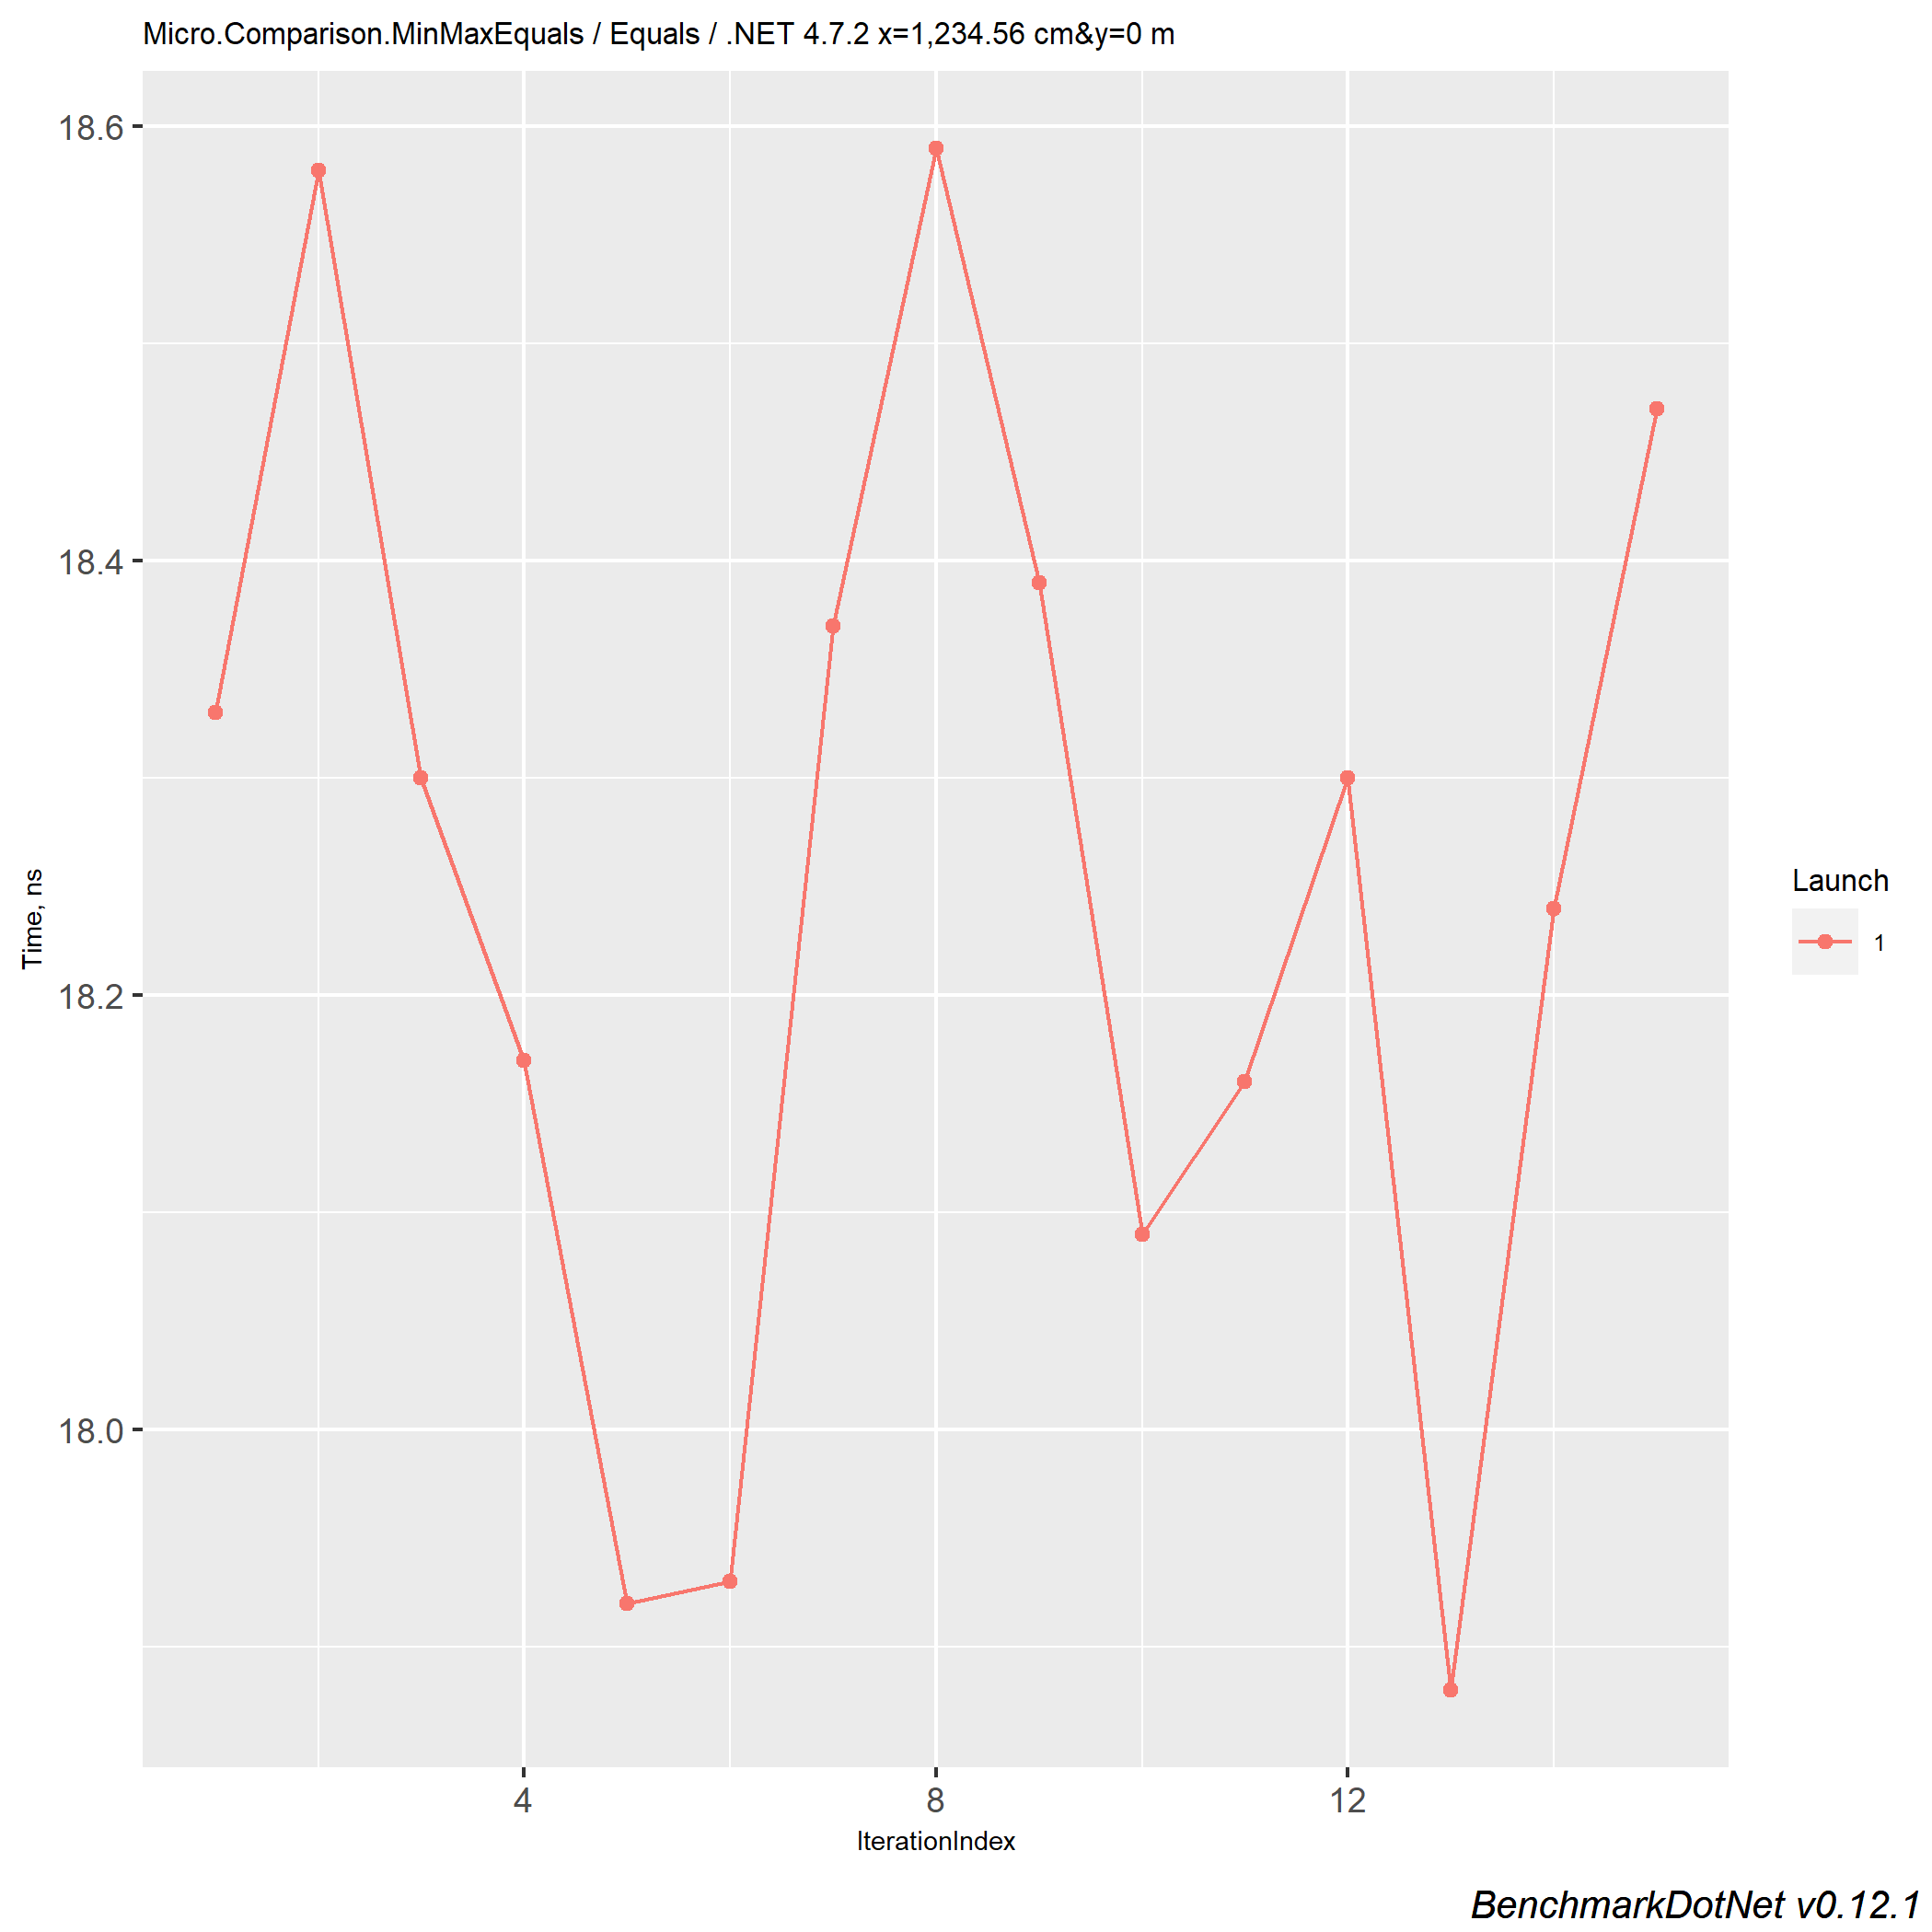 Micro.Comparison.MinMaxEquals / Equals / .NET 4.7.2 x=1,234.56 cm&y=0 m
18.6
18.4
18.2
18.0
Time, ns
4 8 12
IterationIndex
Launch
1
BenchmarkDotNet v0.12.1